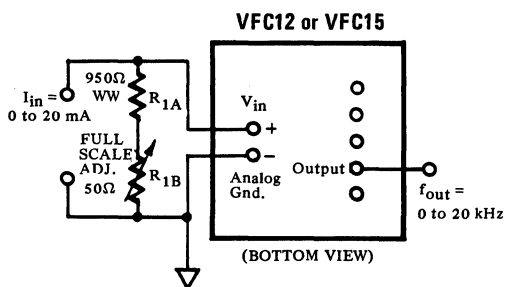 VFC12 or VFC15
950Ω
WW
R1A
Iin =
0 to 20 mA
FULL
SCALE
ADJ.
50Ω
R1B
Vin
+
−
Analog
Gnd.
Output
fout =
0 to 20 kHz
(BOTTOM VIEW)